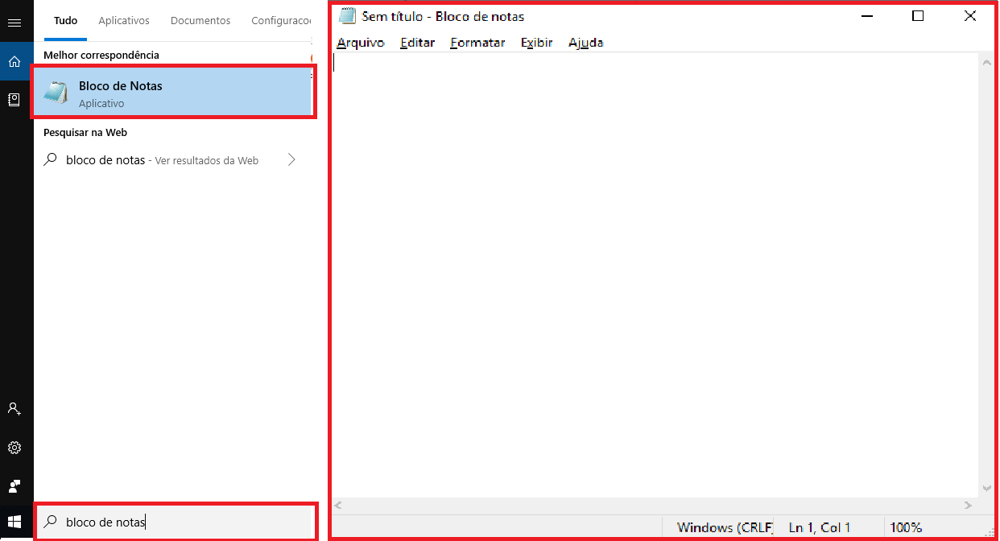 Tudo Aplicativos Documentos Configuraco
Melhor correspondência
Bloco de Notas
Aplicativo
Pesquisar na Web
bloco de notas - Ver resultados da Web
bloco de notas
Sem título - Bloco de notas
Arquivo Editar Formatar Exibir Ajuda
Windows (CRLF) Ln 1, Col 1 100%